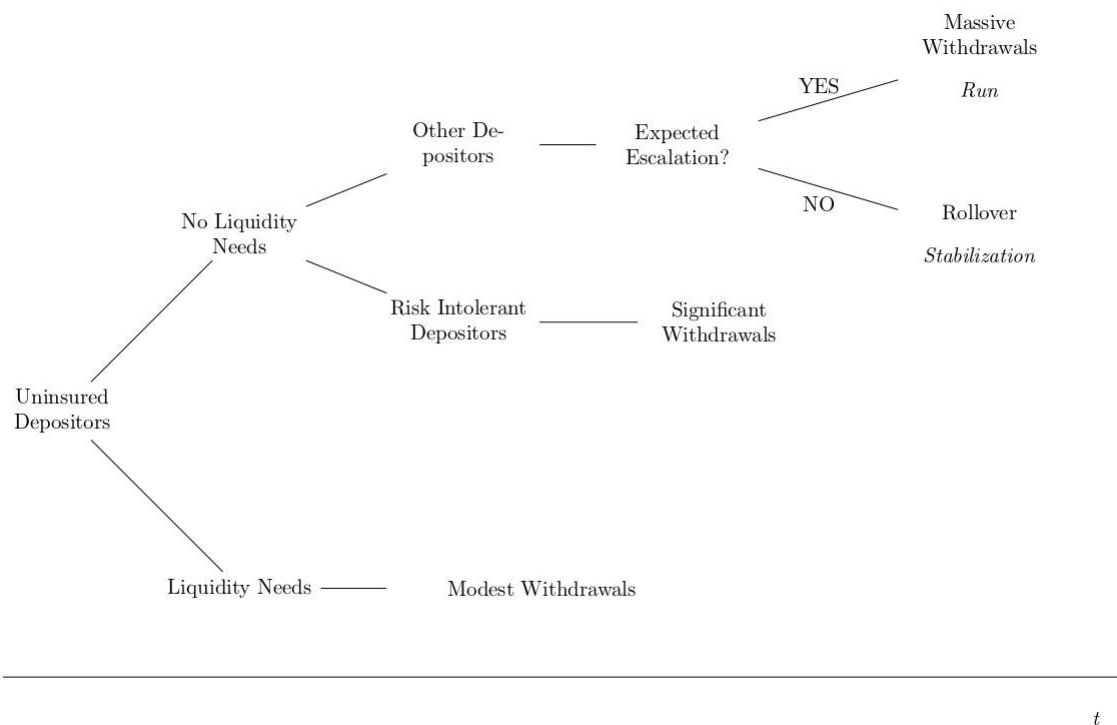 Massive
Withdrawals
Run
YES
Other De-
positors
Expected
Escalation?
NO
Rollover
Stabilization
No Liquidity
Needs
Risk Intolerant
Depositors
Significant
Withdrawals
Uninsured
Depositors
Liquidity Needs
Modest Withdrawals
t